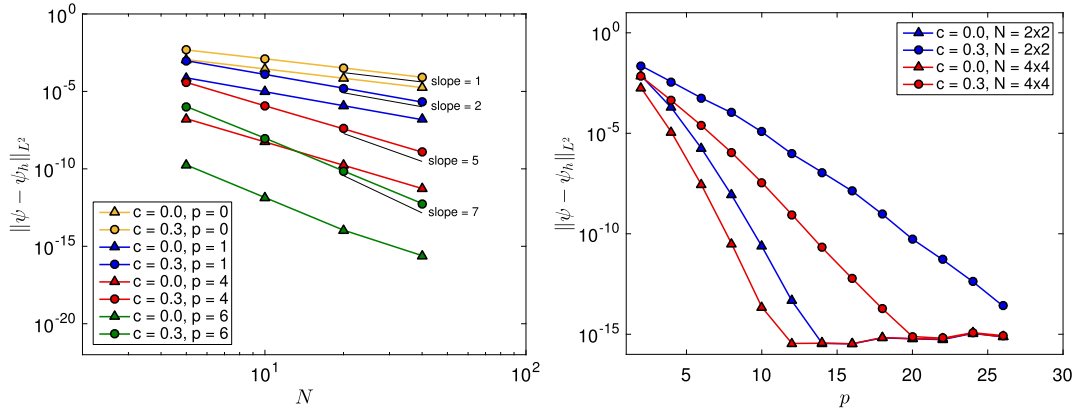 10^0
10^-5
10^-10
10^-15
10^-20
‖ψ − ψ_h‖_{L^2}
slope = 1
slope = 2
slope = 5
slope = 7
c = 0.0, p = 0
c = 0.3, p = 0
c = 0.0, p = 1
c = 0.3, p = 1
c = 0.0, p = 4
c = 0.3, p = 4
c = 0.0, p = 6
c = 0.3, p = 6
10^1 10^2
N
10^0
10^-5
10^-10
10^-15
‖ψ − ψ_h‖_{L^2}
c = 0.0, N = 2x2
c = 0.3, N = 2x2
c = 0.0, N = 4x4
c = 0.3, N = 4x4
5 10 15 20 25 30
p